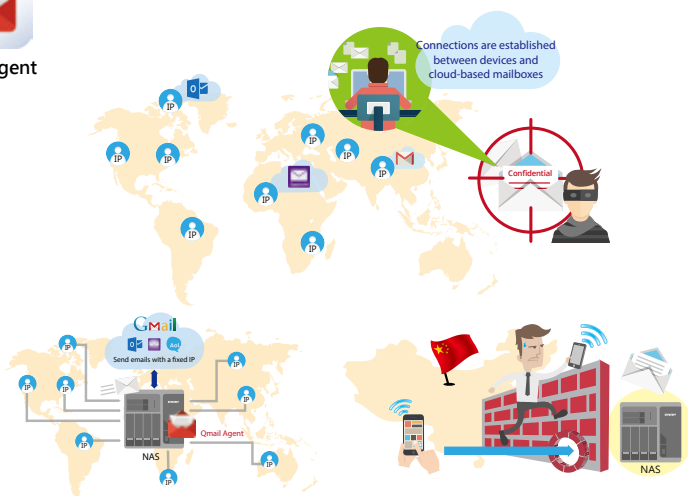 gent
Connections are established
between devices and
cloud-based mailboxes
O
IP
IP
IP
IP
IP
IP
IP
IP
IP
Confidential
GMail
O
Aol.
Send emails with a fixed IP
IP
IP
IP
IP
IP
IP
IP
IP
Qmail Agent
NAS
NAS